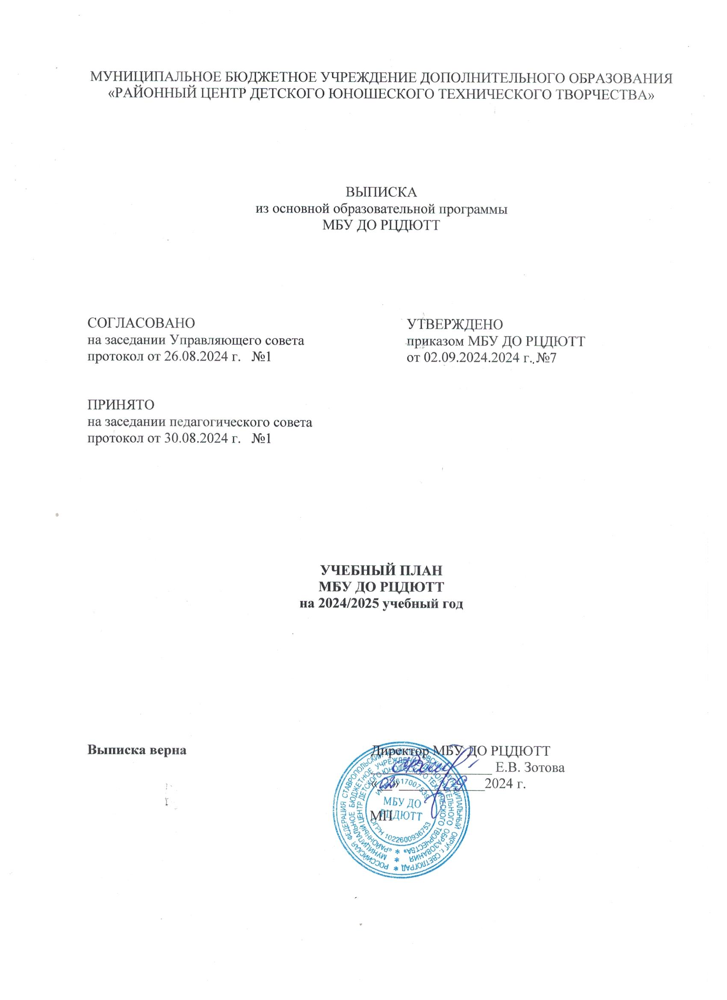 МУНИЦИПАЛЬНОЕ БЮДЖЕТНОЕ УЧРЕЖДЕНИЕ ДОПОЛНИТЕЛЬНОГО ОБРАЗОВАНИЯ
«РАЙОННЫЙ ЦЕНТР ДЕТСКОГО ЮНОШЕСКОГО ТЕХНИЧЕСКОГО ТВОРЧЕСТВА»
ВЫПИСКА
из основной образовательной программы
МБУ ДО РЦДЮТТ
СОГЛАСОВАНО
на заседании Управляющего совета
протокол от 26.08.2024 г. №1
УТВЕРЖДЕНО
приказом МБУ ДО РЦДЮТТ
от 02.09.2024.2024 г. №7
ПРИНЯТО
на заседании педагогического совета
протокол от 30.08.2024 г. №1
УЧЕБНЫЙ ПЛАН
МБУ ДО РЦДЮТТ
на 2024/2025 учебный год
Выписка верна
Директор МБУ ДО РЦДЮТТ
Е.В. Зотова
«02» 09 2024 г.
МП
РОССИЙСКАЯ ФЕДЕРАЦИЯ СТАВРОПОЛЬСКИЙ КРАЙ ПЕТРОВСКИЙ МУНИЦИПАЛЬНЫЙ ОКРУГ г. СВЕТЛОГРАД
МУНИЦИПАЛЬНОЕ БЮДЖЕТНОЕ УЧРЕЖДЕНИЕ ДОПОЛНИТЕЛЬНОГО ОБРАЗОВАНИЯ
«РАЙОННЫЙ ЦЕНТР ДЕТСКОГО ЮНОШЕСКОГО ТЕХНИЧЕСКОГО ТВОРЧЕСТВА»
МБУ ДО
РЦДЮТТ
ОГРН 1022600936753